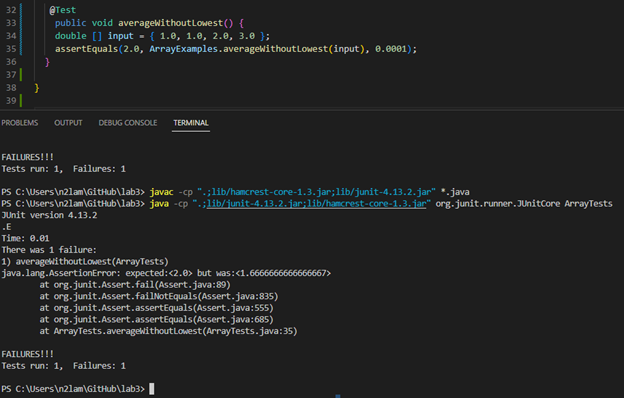 32 @Test
33 public void averageWithoutLowest() {
34 double [] input = { 1.0, 1.0, 2.0, 3.0 };
35 assertEquals(2.0, ArrayExamples.averageWithoutLowest(input), 0.0001);
36 }
37
38 }
39
PROBLEMS OUTPUT DEBUG CONSOLE TERMINAL
FAILURES!!!
Tests run: 1,  Failures: 1
PS C:\Users\n2lam\GitHub\lab3> javac -cp ".;lib/hamcrest-core-1.3.jar;lib/junit-4.13.2.jar" *.java
PS C:\Users\n2lam\GitHub\lab3> java -cp ".;lib/junit-4.13.2.jar;lib/hamcrest-core-1.3.jar" org.junit.runner.JUnitCore ArrayTests
JUnit version 4.13.2
.E
Time: 0.01
There was 1 failure:
1) averageWithoutLowest(ArrayTests)
java.lang.AssertionError: expected:<2.0> but was:<1.6666666666666667>
at org.junit.Assert.fail(Assert.java:89)
at org.junit.Assert.failNotEquals(Assert.java:835)
at org.junit.Assert.assertEquals(Assert.java:555)
at org.junit.Assert.assertEquals(Assert.java:685)
at ArrayTests.averageWithoutLowest(ArrayTests.java:35)
FAILURES!!!
Tests run: 1,  Failures: 1
PS C:\Users\n2lam\GitHub\lab3>